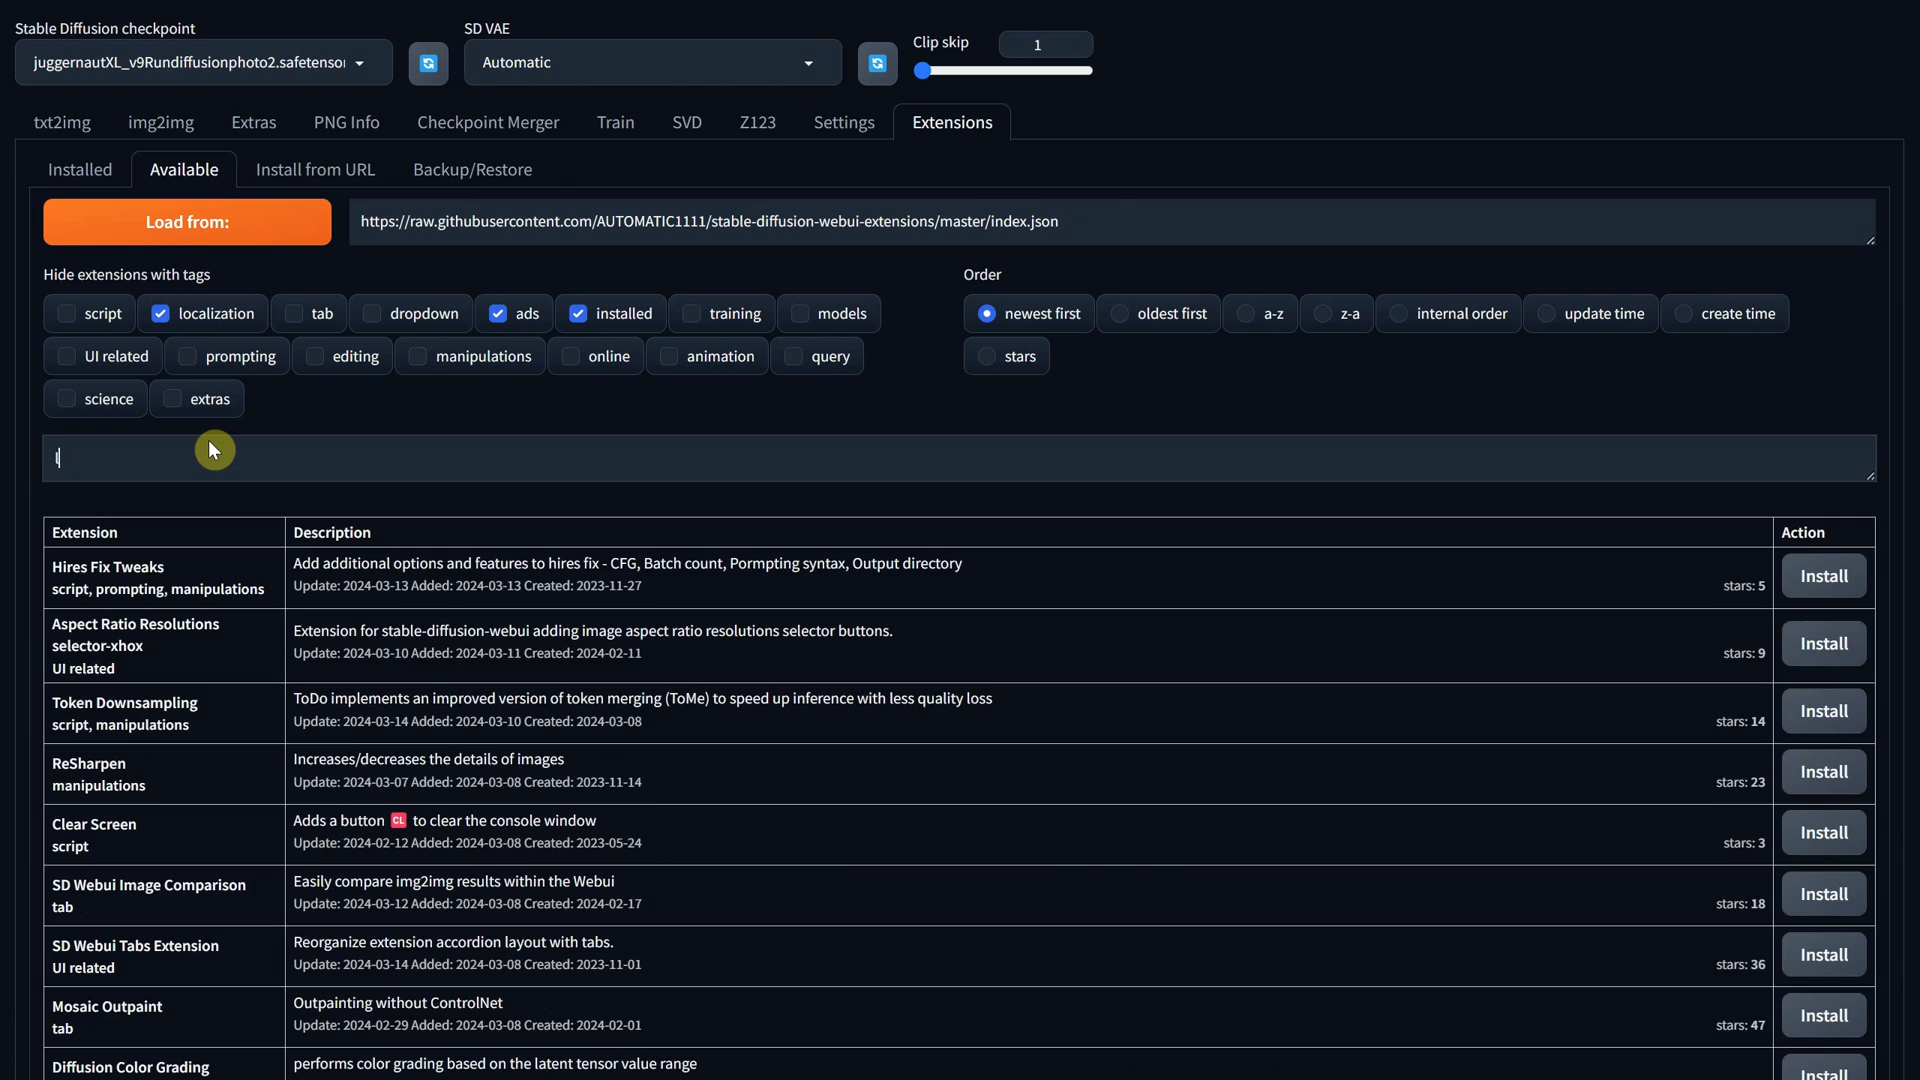 Stable Diffusion checkpoint
SD VAE
Clip skip
1
juggernautXL_v9Rundiffusionphoto2.safetensor
Automatic
txt2img
img2img
Extras
PNG Info
Checkpoint Merger
Train
SVD
Z123
Settings
Extensions
Installed
Available
Install from URL
Backup/Restore
Load from:
https://raw.githubusercontent.com/AUTOMATIC1111/stable-diffusion-webui-extensions/master/index.json
Hide extensions with tags
script
localization
tab
dropdown
ads
installed
training
models
UI related
prompting
editing
manipulations
online
animation
query
science
extras
Order
newest first
oldest first
a-z
z-a
internal order
update time
create time
stars
l
Extension
Description
Action
Hires Fix Tweaks
script, prompting, manipulations
Add additional options and features to hires fix - CFG, Batch count, Pormpting syntax, Output directory
Update: 2024-03-13 Added: 2024-03-13 Created: 2023-11-27
stars: 5
Install
Aspect Ratio Resolutions
selector-xhox
UI related
Extension for stable-diffusion-webui adding image aspect ratio resolutions selector buttons.
Update: 2024-03-10 Added: 2024-03-11 Created: 2024-02-11
stars: 9
Install
Token Downsampling
script, manipulations
ToDo implements an improved version of token merging (ToMe) to speed up inference with less quality loss
Update: 2024-03-14 Added: 2024-03-10 Created: 2024-03-08
stars: 14
Install
ReSharpen
manipulations
Increases/decreases the details of images
Update: 2024-03-07 Added: 2024-03-08 Created: 2023-11-14
stars: 23
Install
Clear Screen
script
Adds a button CL to clear the console window
Update: 2024-02-12 Added: 2024-03-08 Created: 2023-05-24
stars: 3
Install
SD Webui Image Comparison
tab
Easily compare img2img results within the Webui
Update: 2024-03-12 Added: 2024-03-08 Created: 2024-02-17
stars: 18
Install
SD Webui Tabs Extension
UI related
Reorganize extension accordion layout with tabs.
Update: 2024-03-14 Added: 2024-03-08 Created: 2023-11-01
stars: 36
Install
Mosaic Outpaint
tab
Outpainting without ControlNet
Update: 2024-02-29 Added: 2024-03-08 Created: 2024-02-01
stars: 47
Install
Diffusion Color Grading
performs color grading based on the latent tensor value range
Install